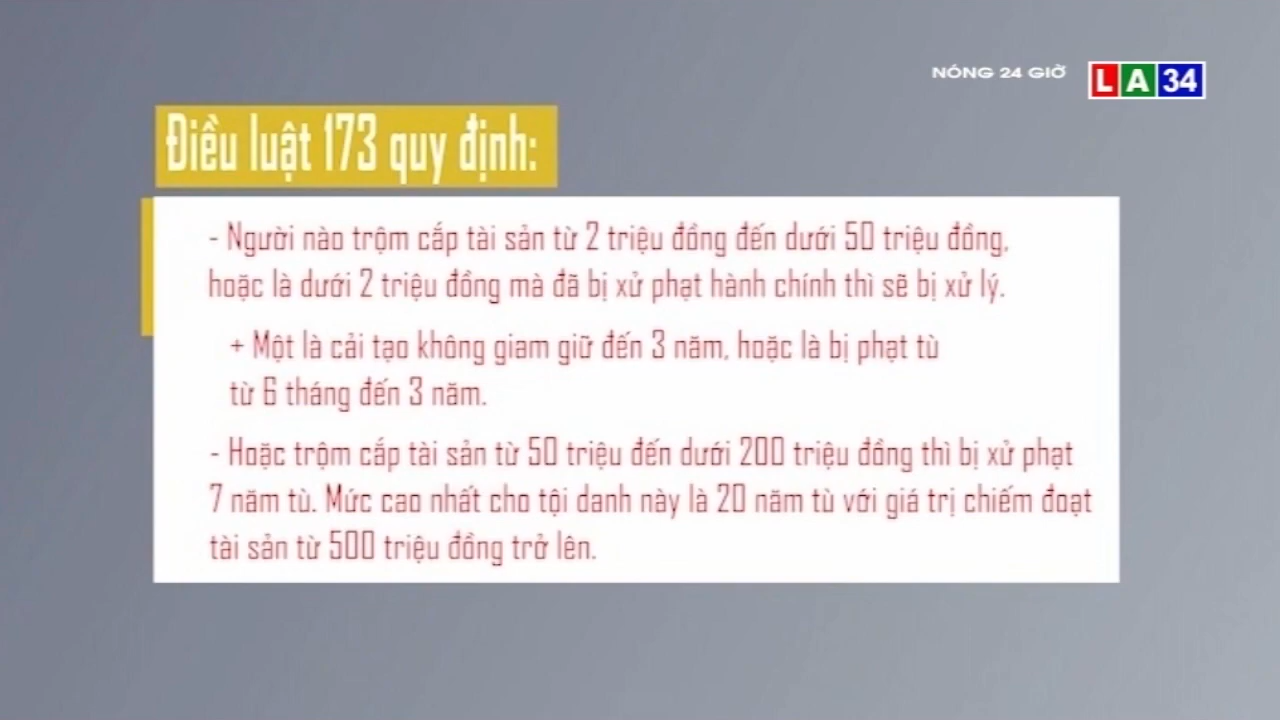 NÓNG 24 GIỜ
LA34
Điều luật 173 quy định:
- Người nào trộm cắp tài sản từ 2 triệu đồng đến dưới 50 triệu đồng,
hoặc là dưới 2 triệu đồng mà đã bị xử phạt hành chính thì sẽ bị xử lý.
+ Một là cải tạo không giam giữ đến 3 năm, hoặc là bị phạt tù
từ 6 tháng đến 3 năm.
- Hoặc trộm cắp tài sản từ 50 triệu đến dưới 200 triệu đồng thì bị xử phạt
7 năm tù. Mức cao nhất cho tội danh này là 20 năm tù với giá trị chiếm đoạt
tài sản từ 500 triệu đồng trở lên.